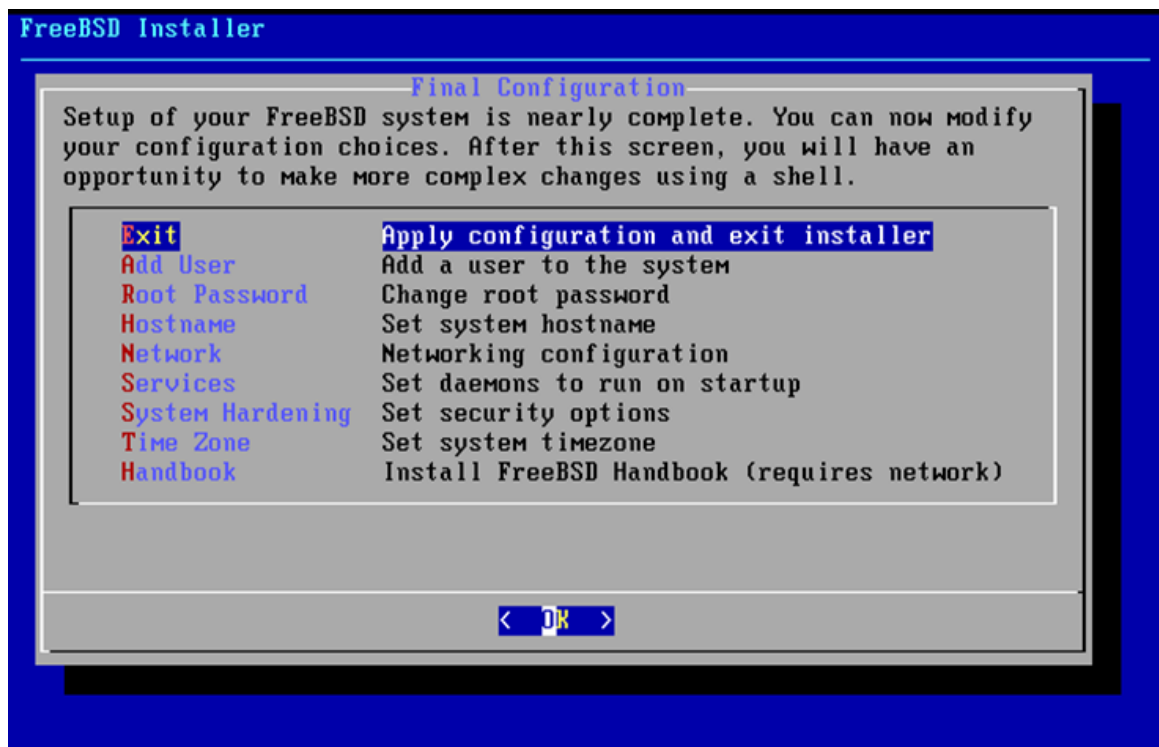 FreeBSD Installer
Final Configuration
Setup of your FreeBSD system is nearly complete. You can now modify
your configuration choices. After this screen, you will have an
opportunity to make more complex changes using a shell.
Exit Apply configuration and exit installer
Add User Add a user to the system
Root Password Change root password
Hostname Set system hostname
Network Networking configuration
Services Set daemons to run on startup
System Hardening Set security options
Time Zone Set system timezone
Handbook Install FreeBSD Handbook (requires network)
< OK >